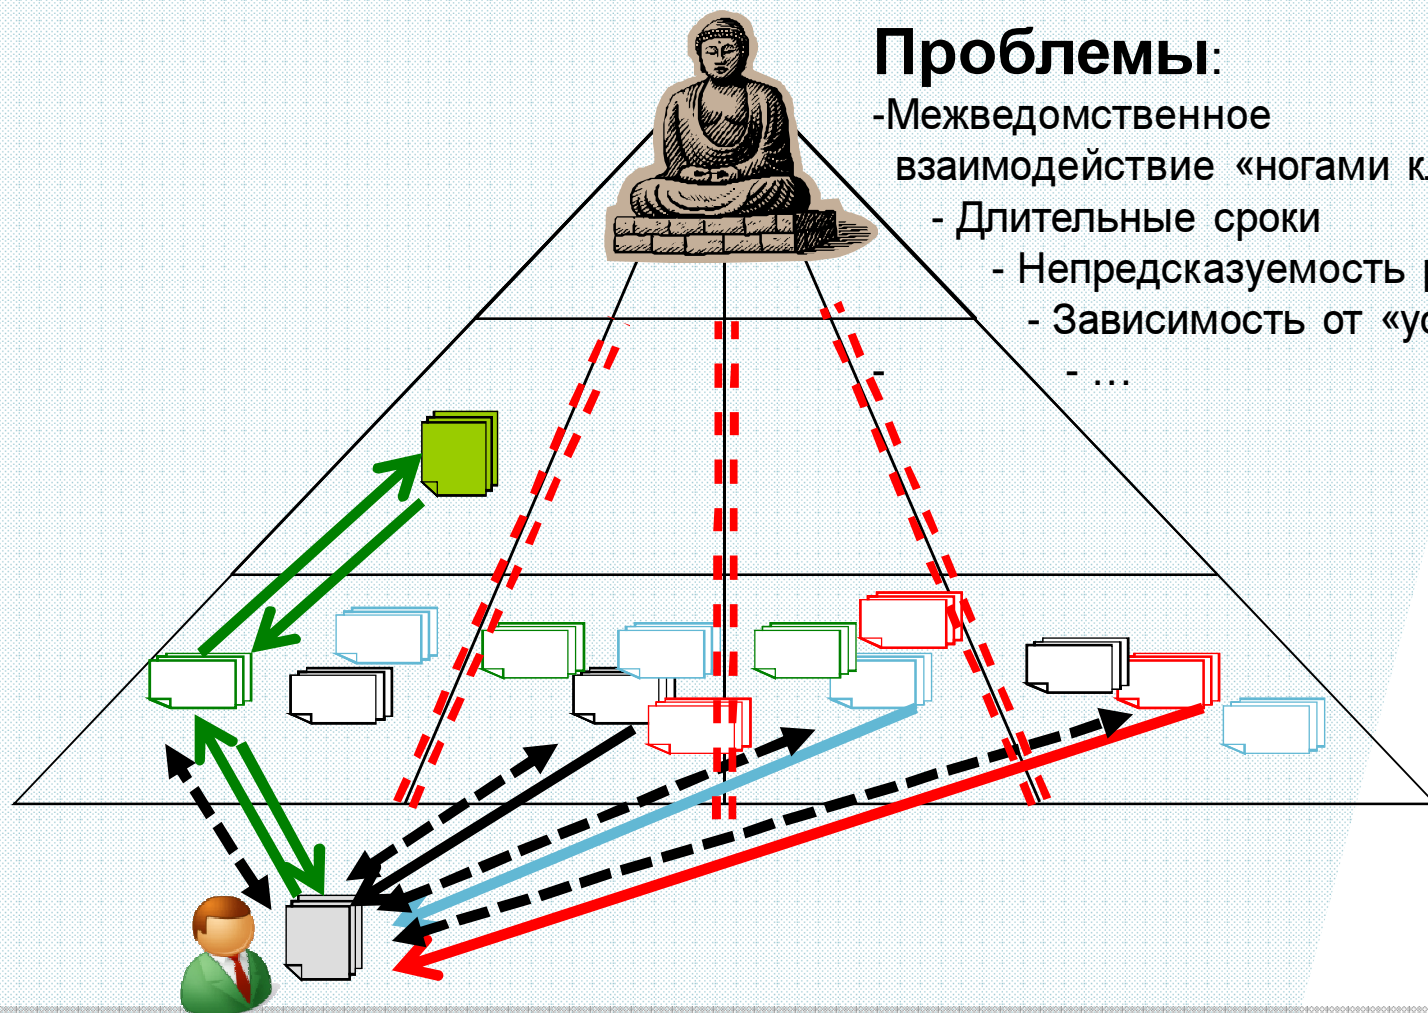 Проблемы:
-Межведомственное
взаимодействие «ногами
- Длительные сроки
- Непредсказуемость
- Зависимость от
- - …